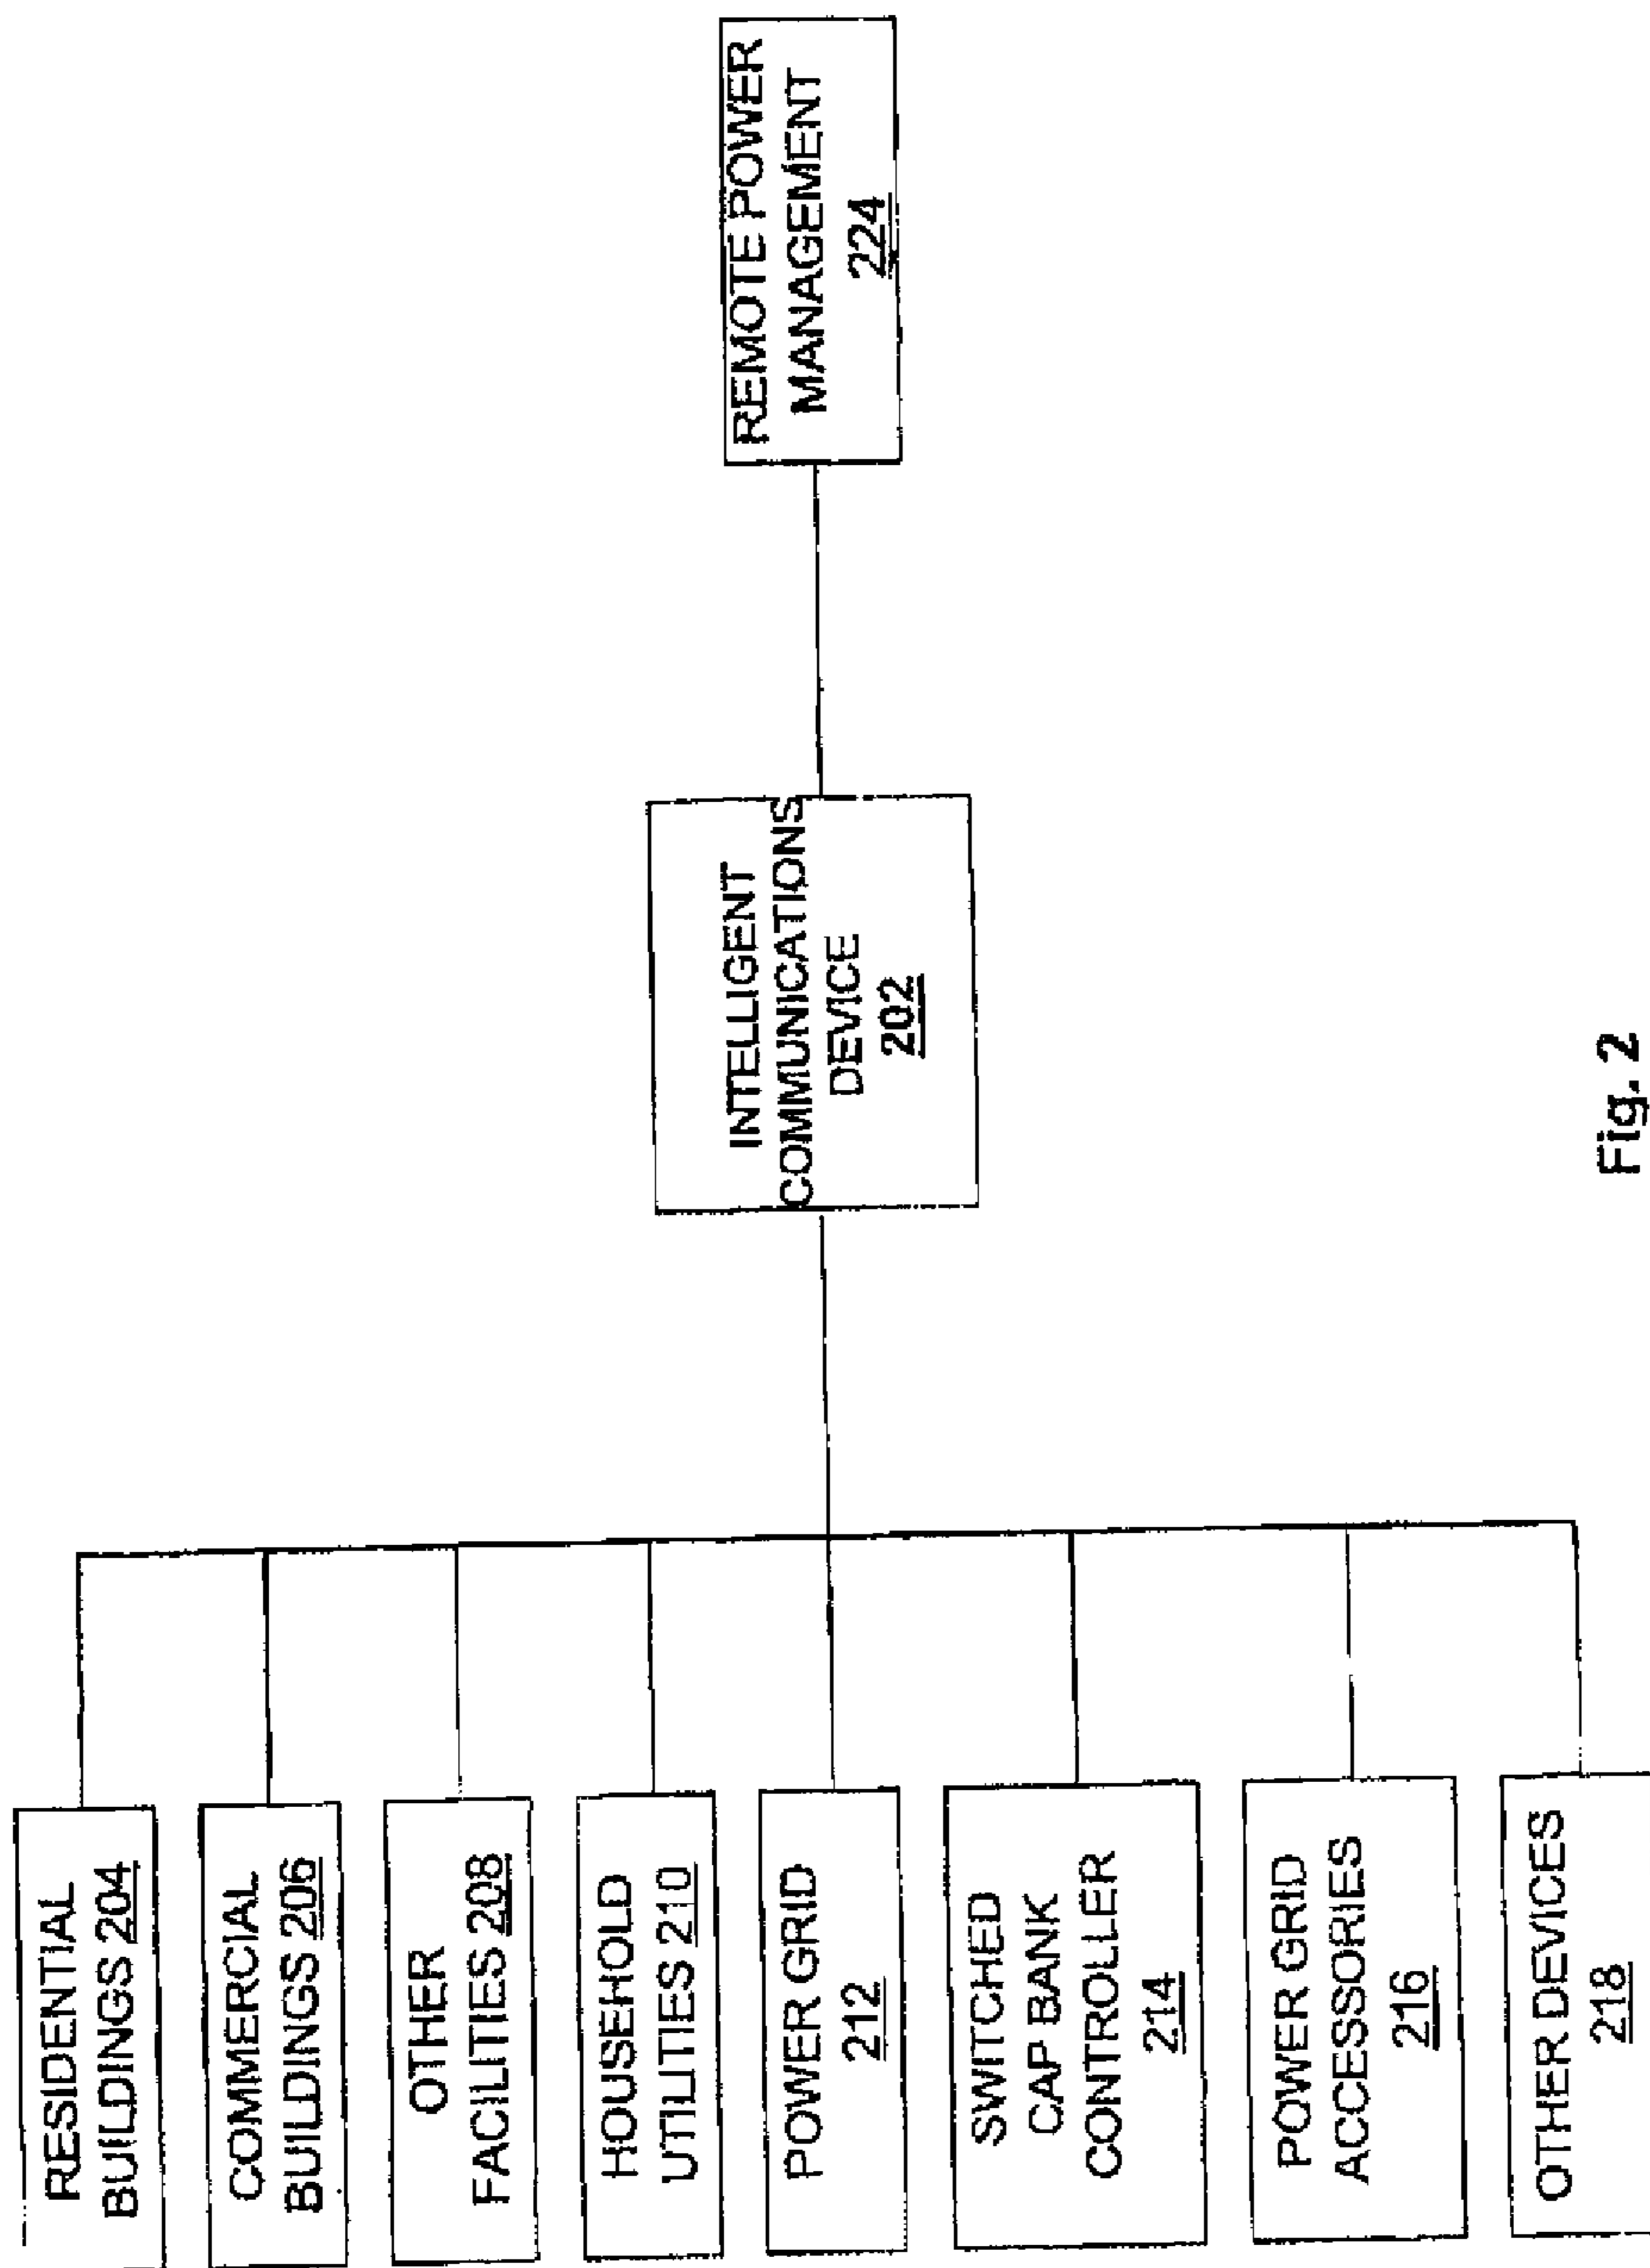 RESIDENTIAL
BUILDINGS 204
COMMERCIAL
BUILDINGS 206
OTHER
FACILITIES 208
HOUSEHOLD
UTILITIES 210
POWER GRID
212
SWITCHED
CAP BANK
CONTROLLER
214
POWER GRID
ACCESSORIES
216
OTHER DEVICES
218
INTELLIGENT
COMMUNICATIONS
DEVICE
202
REMOTE POWER
MANAGEMENT
224
Fig. 2